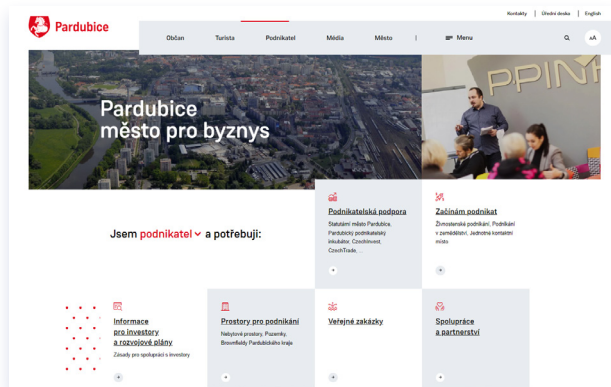 Kontakty | Úřední deska | English
Pardubice
Občan Turista Podnikatel Média Město | Menu
AA
PPINK
Pardubice
město pro byznys
Jsem podnikatel a potřebuji:
Podnikatelská podpora
Statutární město Pardubice,
Pardubický podnikatelský
inkubátor, CzechInvest,
CzechTrade, ...
Začínám podnikat
Živnostenské podnikání, Podnikání
v zemědělství, Jednotné kontaktní
místo
Informace
pro investory
a rozvojové plány
Zásady pro spolupráci s investory
Prostory pro podnikání
Nebytové prostory, Pozemky,
Brownfieldy Pardubického kraje
Veřejné zakázky
Spolupráce
a partnerství